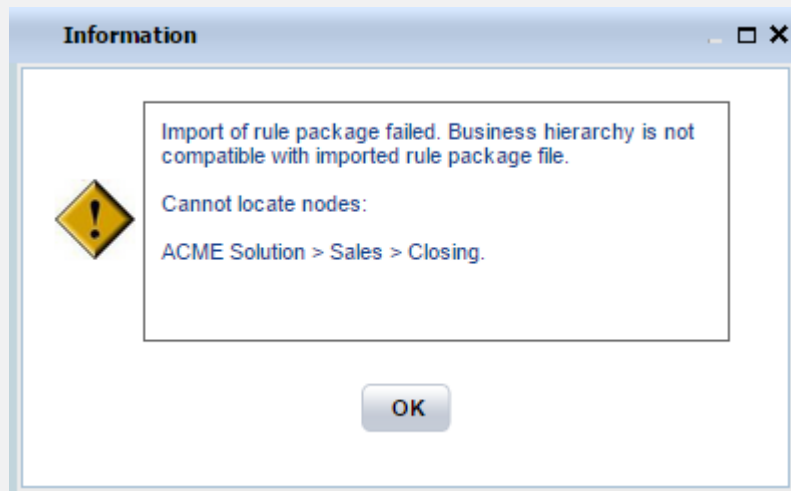 Information
Import of rule package failed. Business hierarchy is not
compatible with imported rule package file.
Cannot locate nodes:
ACME Solution > Sales > Closing.
OK